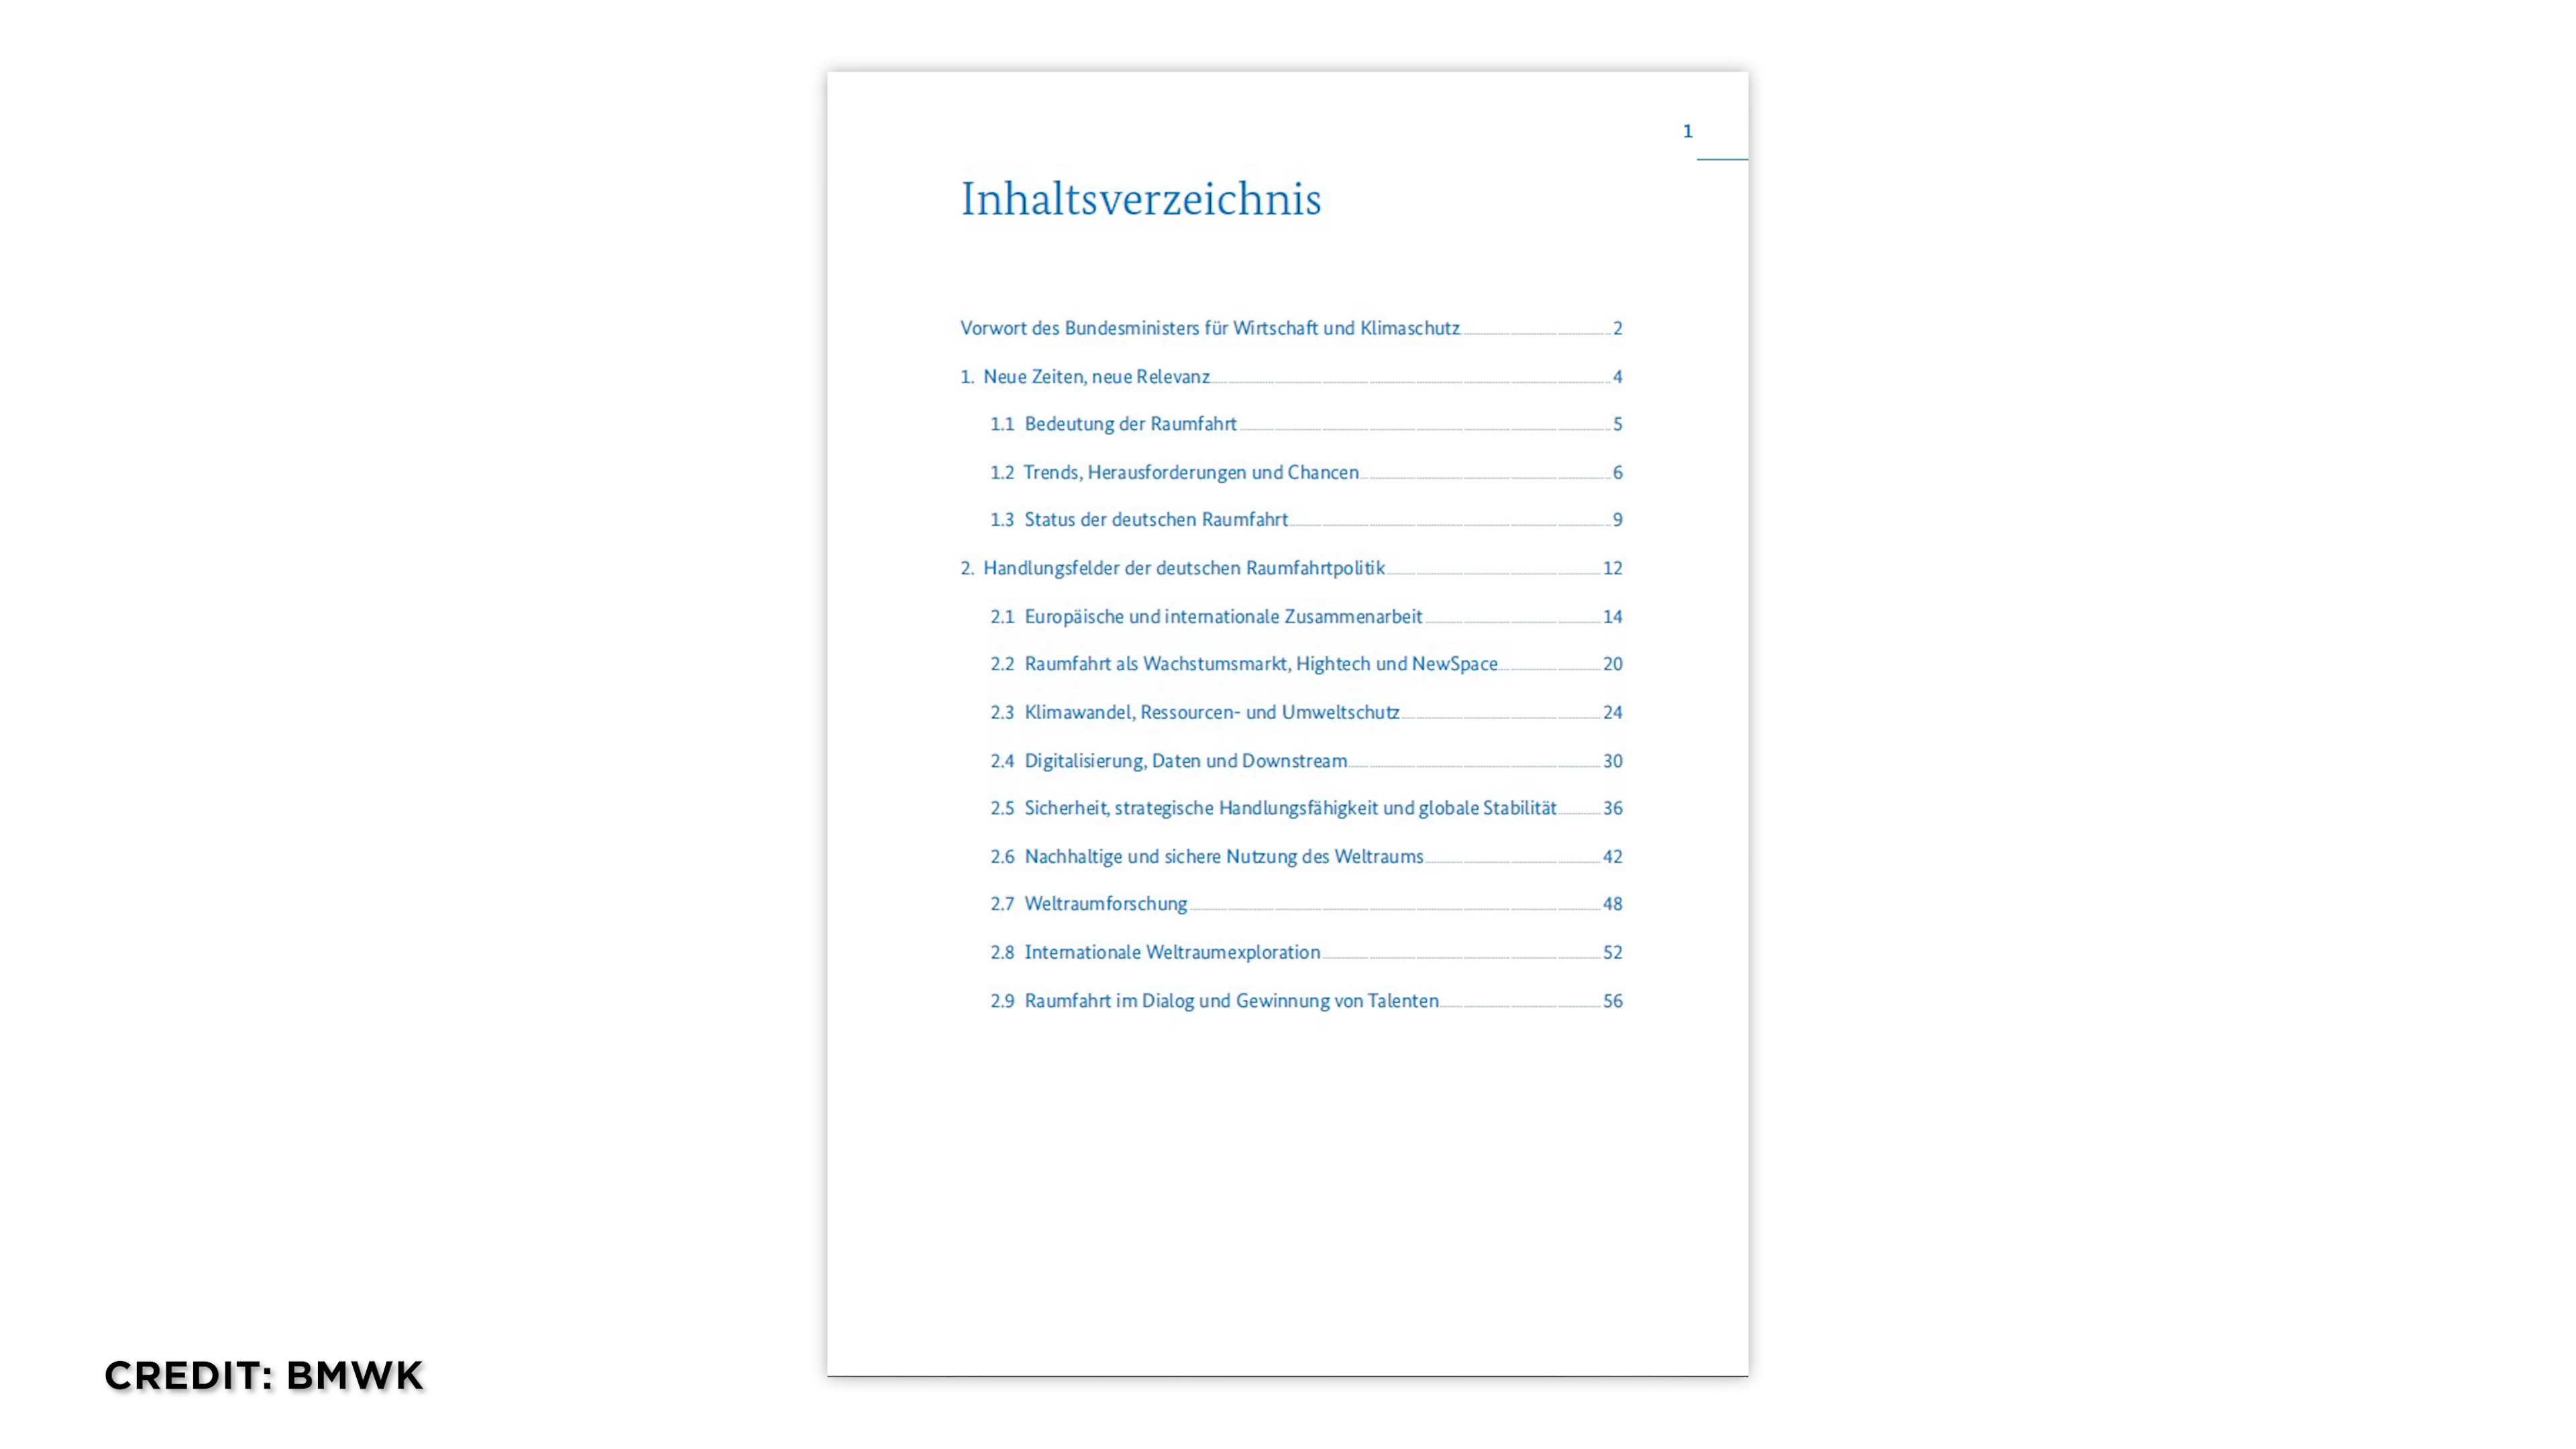 1
Inhaltsverzeichnis
Vorwort des Bundesministers für Wirtschaft und Klimaschutz 2
1. Neue Zeiten, neue Relevanz 4
1.1 Bedeutung der Raumfahrt 5
1.2 Trends, Herausforderungen und Chancen 6
1.3 Status der deutschen Raumfahrt 9
2. Handlungsfelder der deutschen Raumfahrtpolitik 12
2.1 Europäische und internationale Zusammenarbeit 14
2.2 Raumfahrt als Wachstumsmarkt, Hightech und NewSpace 20
2.3 Klimawandel, Ressourcen- und Umweltschutz 24
2.4 Digitalisierung, Daten und Downstream 30
2.5 Sicherheit, strategische Handlungsfähigkeit und globale Stabilität 36
2.6 Nachhaltige und sichere Nutzung des Weltraums 42
2.7 Weltraumforschung 48
2.8 Internationale Weltraumexploration 52
2.9 Raumfahrt im Dialog und Gewinnung von Talenten 56
CREDIT: BMWK